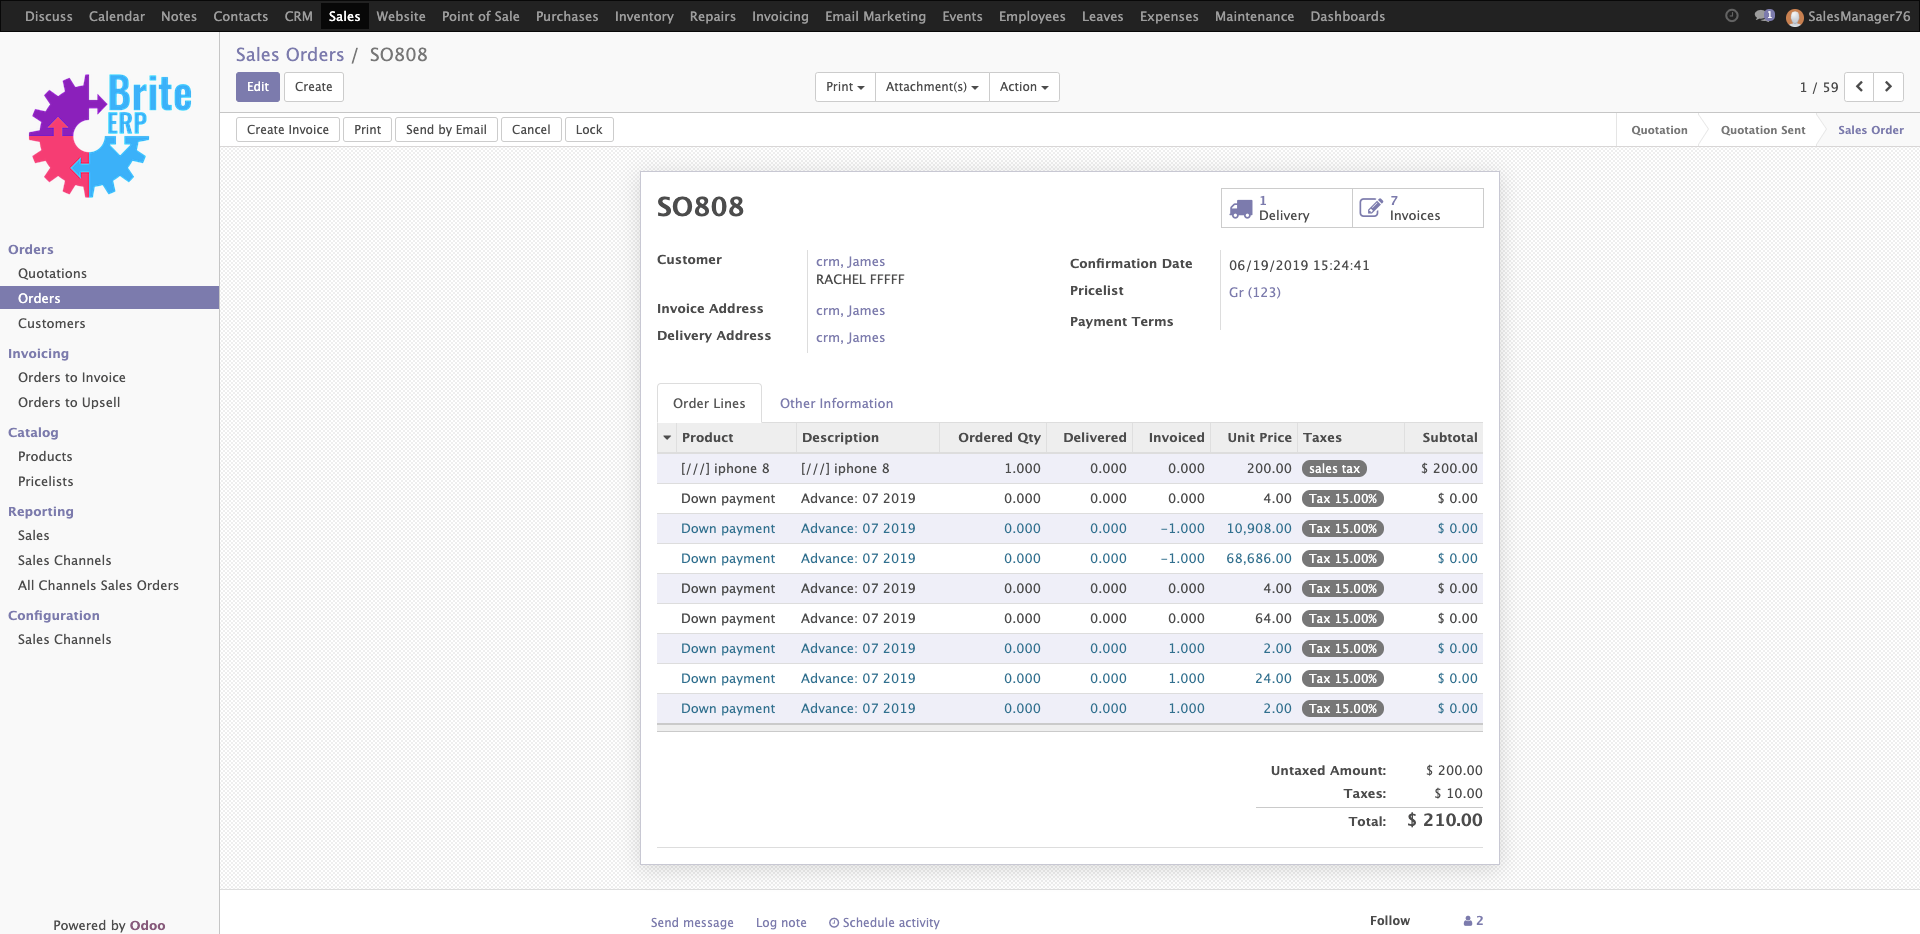 Discuss Calendar Notes Contacts CRM Sales Website Point of Sale Purchases Inventory Repairs Invoicing Email Marketing Events Employees Leaves Expenses Maintenance Dashboards 1 SalesManager76
Brite
ERP
Sales Orders / SO808
Edit Create Print Attachment(s) Action 1 / 59
Create Invoice Print Send by Email Cancel Lock Quotation Quotation Sent Sales Order
Orders
Quotations
Orders
Customers
Invoicing
Orders to Invoice
Orders to Upsell
Catalog
Products
Pricelists
Reporting
Sales
Sales Channels
All Channels Sales Orders
Configuration
Sales Channels
Powered by Odoo
SO808
1 Delivery
7 Invoices
Customer crm, James
RACHEL FFFFF
Invoice Address crm, James
Delivery Address crm, James
Confirmation Date 06/19/2019 15:24:41
Pricelist Gr (123)
Payment Terms
Order Lines Other Information
Product Description Ordered Qty Delivered Invoiced Unit Price Taxes Subtotal
[///] iphone 8 [///] iphone 8 1.000 0.000 0.000 200.00 sales tax $ 200.00
Down payment Advance: 07 2019 0.000 0.000 0.000 4.00 Tax 15.00% $ 0.00
Down payment Advance: 07 2019 0.000 0.000 -1.000 10,908.00 Tax 15.00% $ 0.00
Down payment Advance: 07 2019 0.000 0.000 -1.000 68,686.00 Tax 15.00% $ 0.00
Down payment Advance: 07 2019 0.000 0.000 0.000 4.00 Tax 15.00% $ 0.00
Down payment Advance: 07 2019 0.000 0.000 0.000 64.00 Tax 15.00% $ 0.00
Down payment Advance: 07 2019 0.000 0.000 1.000 2.00 Tax 15.00% $ 0.00
Down payment Advance: 07 2019 0.000 0.000 1.000 24.00 Tax 15.00% $ 0.00
Down payment Advance: 07 2019 0.000 0.000 1.000 2.00 Tax 15.00% $ 0.00
Untaxed Amount: $ 200.00
Taxes: $ 10.00
Total: $ 210.00
Send message Log note Schedule activity Follow 2